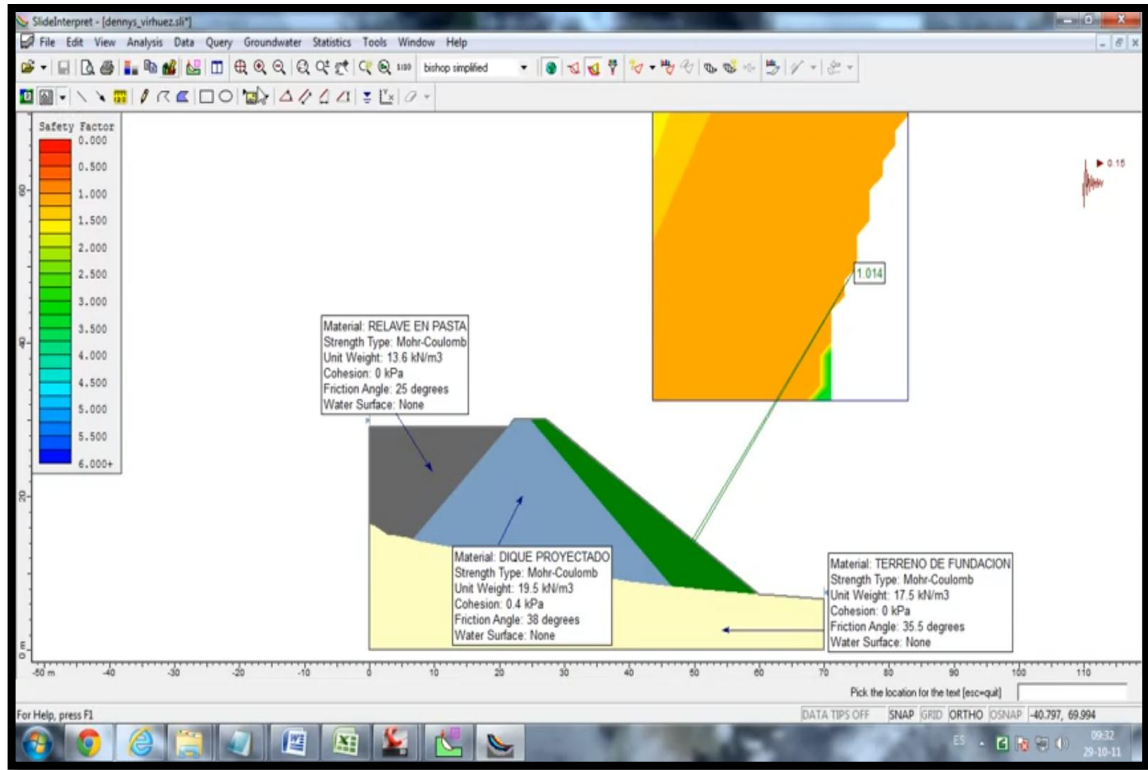 SlideInterpret - [dennys_virhuez.sli*]
File Edit View Analysis Data Query Groundwater Statistics Tools Window Help
bishop simplified
Safety Factor
0.000
0.500
1.000
1.500
2.000
2.500
3.000
3.500
4.000
4.500
5.000
5.500
6.000+
0.15
1.014
Material: RELAVE EN PASTA
Strength Type: Mohr-Coulomb
Unit Weight: 13.6 kN/m3
Cohesion: 0 kPa
Friction Angle: 25 degrees
Water Surface: None
Material: DIQUE PROYECTADO
Strength Type: Mohr-Coulomb
Unit Weight: 19.5 kN/m3
Cohesion: 0.4 kPa
Friction Angle: 38 degrees
Water Surface: None
Material: TERRENO DE FUNDACION
Strength Type: Mohr-Coulomb
Unit Weight: 17.5 kN/m3
Cohesion: 0 kPa
Friction Angle: 35.5 degrees
Water Surface: None
60
40
20
0 m
-50 m -40 -30 -20 -10 0 10 20 30 40 50 60 70 80 90 100 110
Pick the location for the text [esc=quit]
For Help, press F1
DATA TIPS OFF SNAP GRID ORTHO OSNAP -40.797, 69.994
ES
09:32
29-10-11